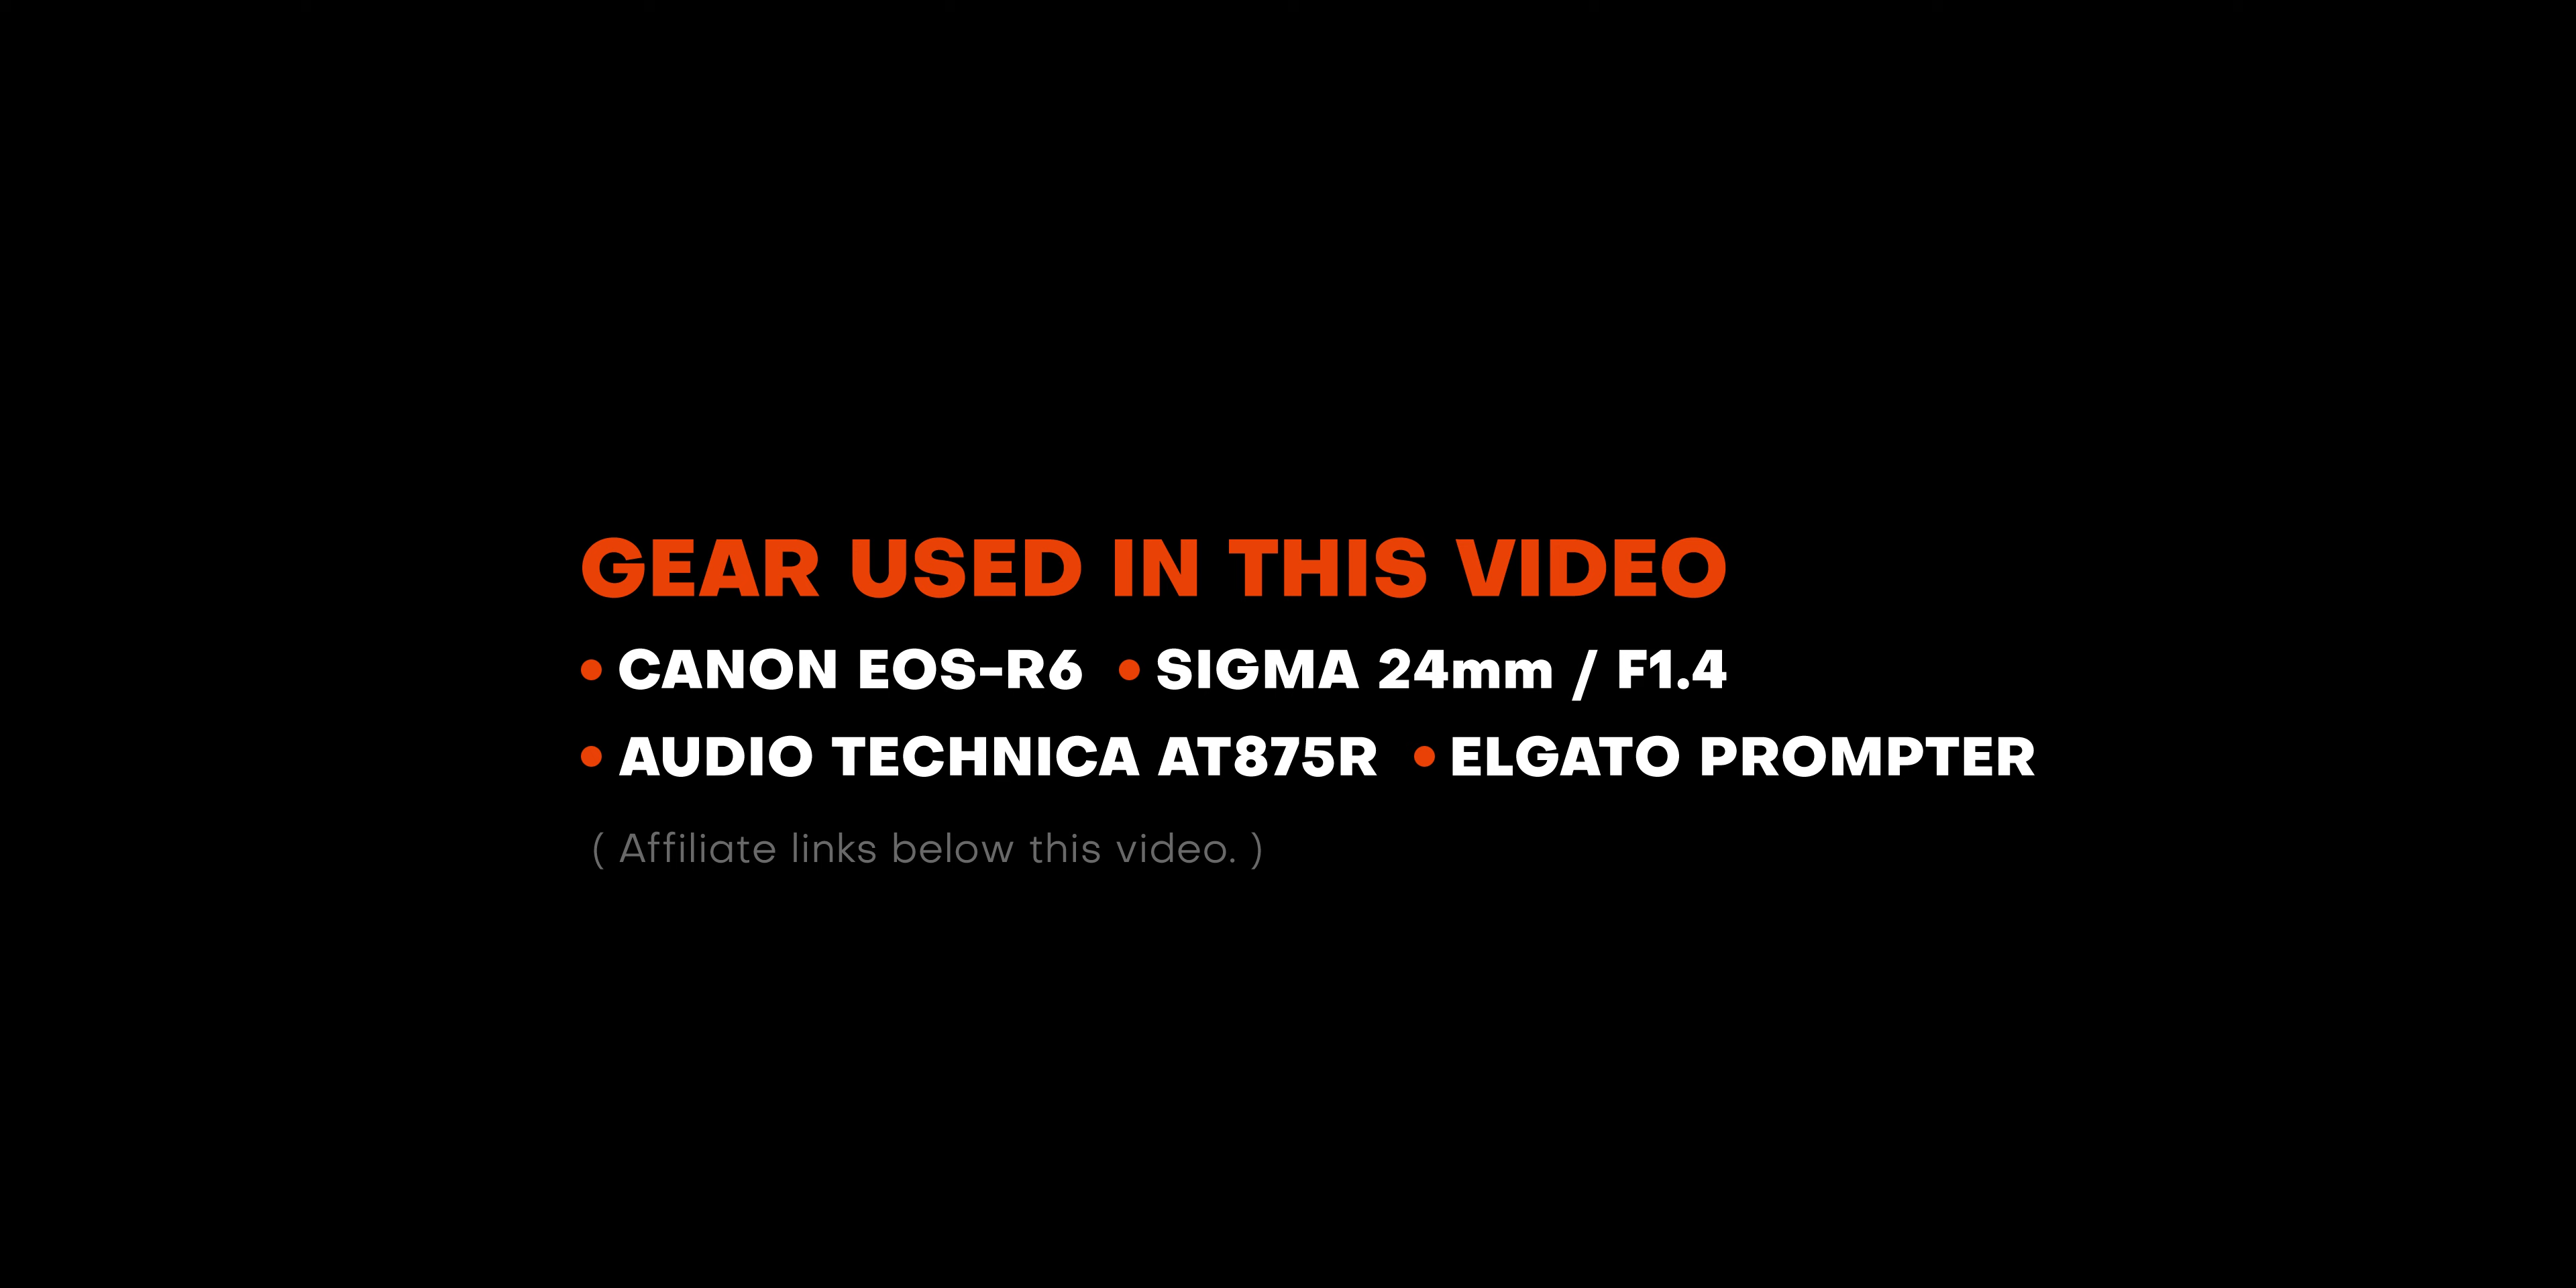 GEAR USED IN THIS VIDEO
• CANON EOS-R6 • SIGMA 24mm / F1.4
• AUDIO TECHNICA AT875R • ELGATO PROMPTER
( Affiliate links below this video. )